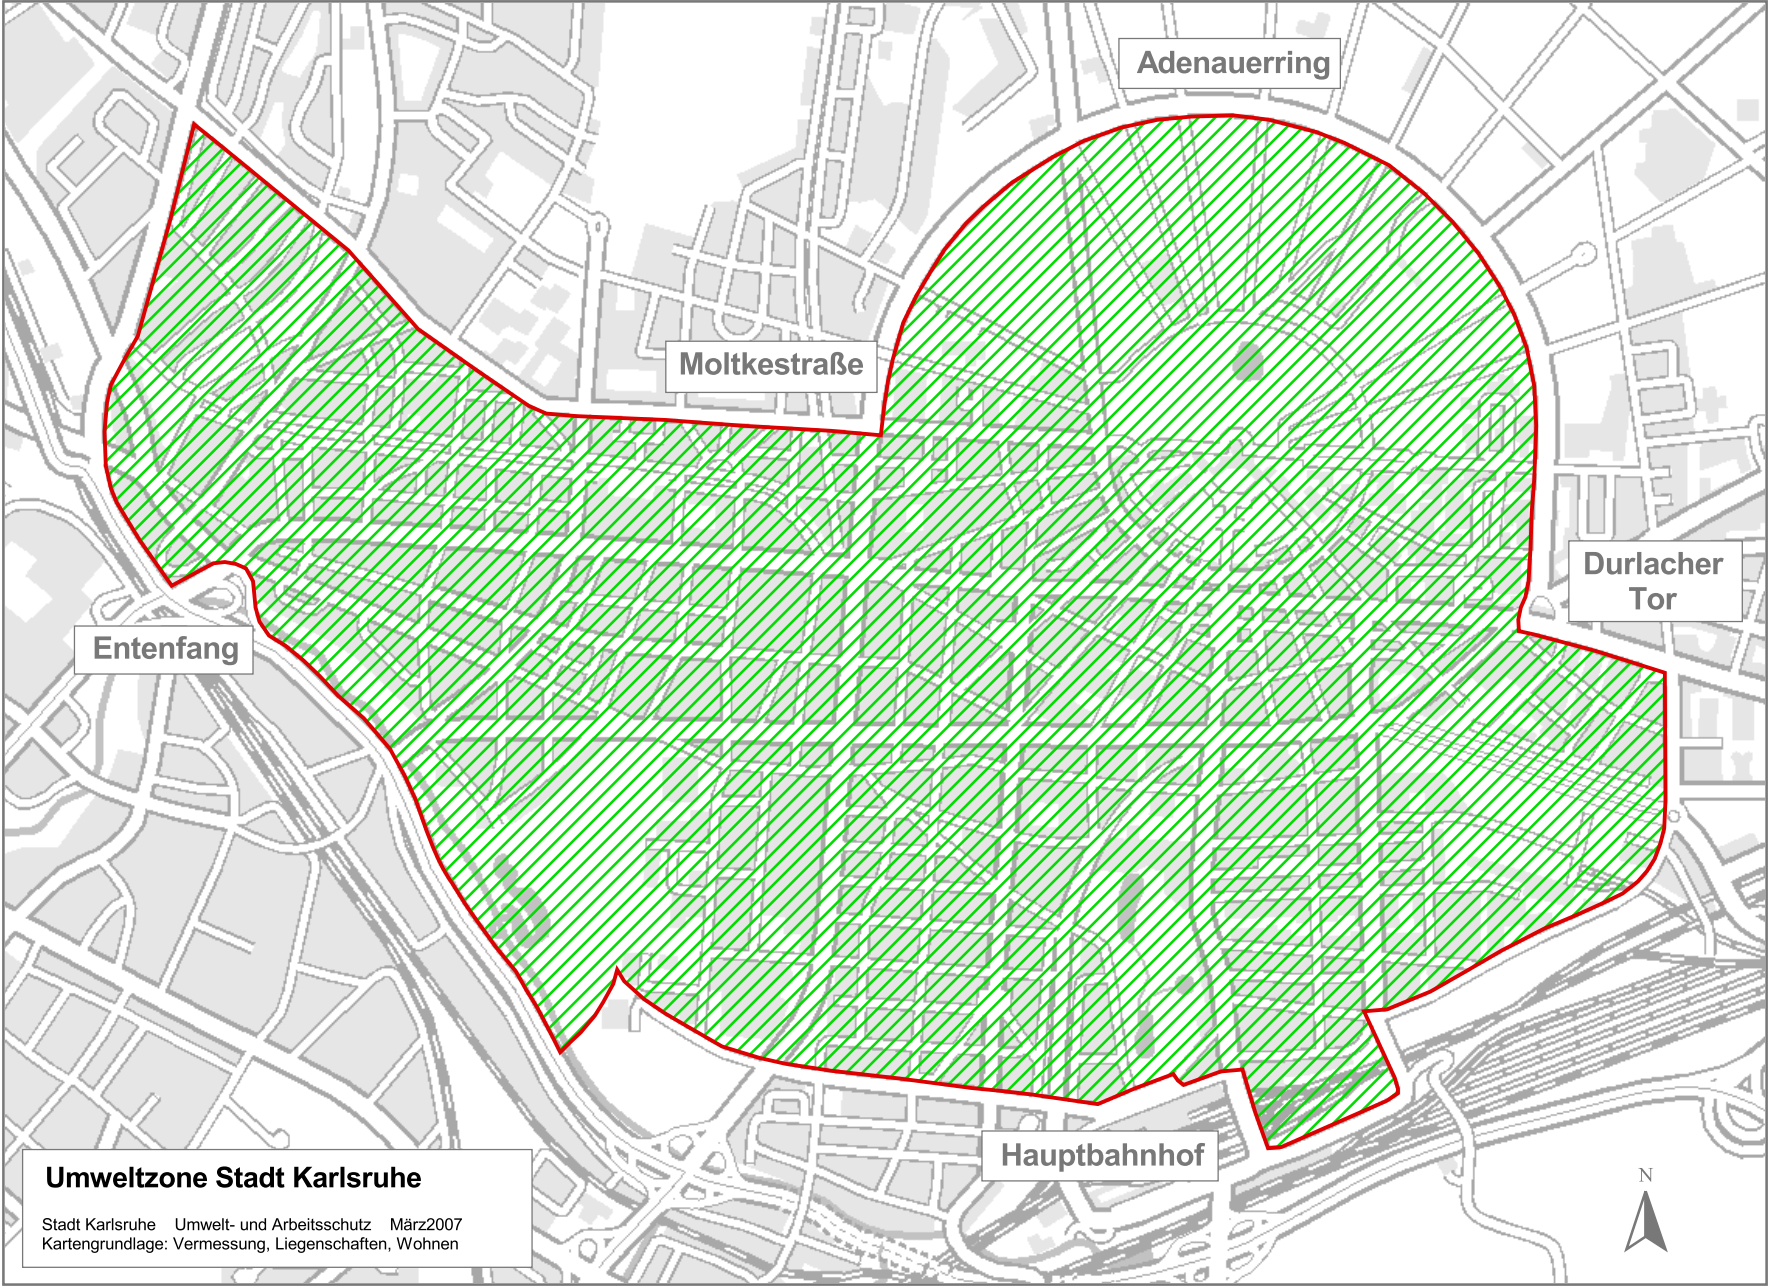 Adenauerring
Moltkestraße
Durlacher
Tor
Entenfang
Hauptbahnhof
Umweltzone Stadt Karlsruhe
Stadt Karlsruhe Umwelt- und Arbeitsschutz März2007
Kartengrundlage: Vermessung, Liegenschaften, Wohnen
N